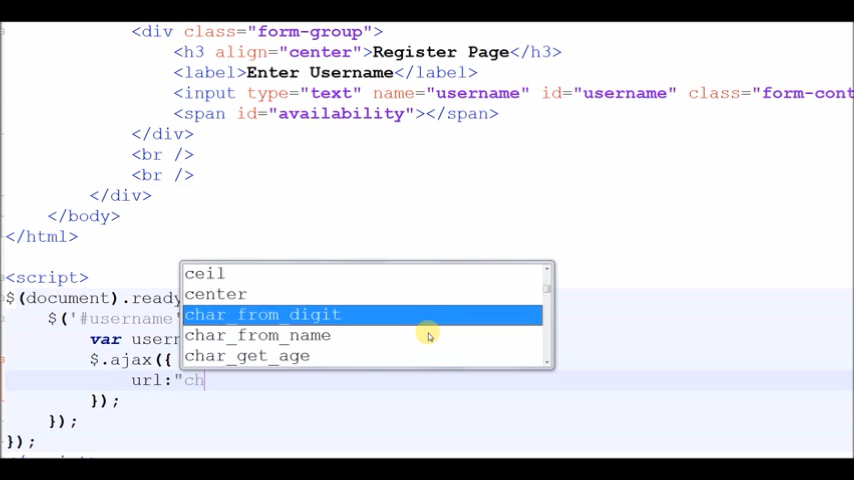 <div class="form-group">
<h3 align="center">Register Page</h3>
<label>Enter Username</label>
<input type="text" name="username" id="username" class="form-cont
<span id="availability"></span>
</div>
<br />
<br />
</div>
</body>
</html>
<script>
$(document).ready
$('#username'
var usern
$.ajax({
url:"ch
ceil
center
char_from_digit
char_from_name
char_get_age
});
});
});